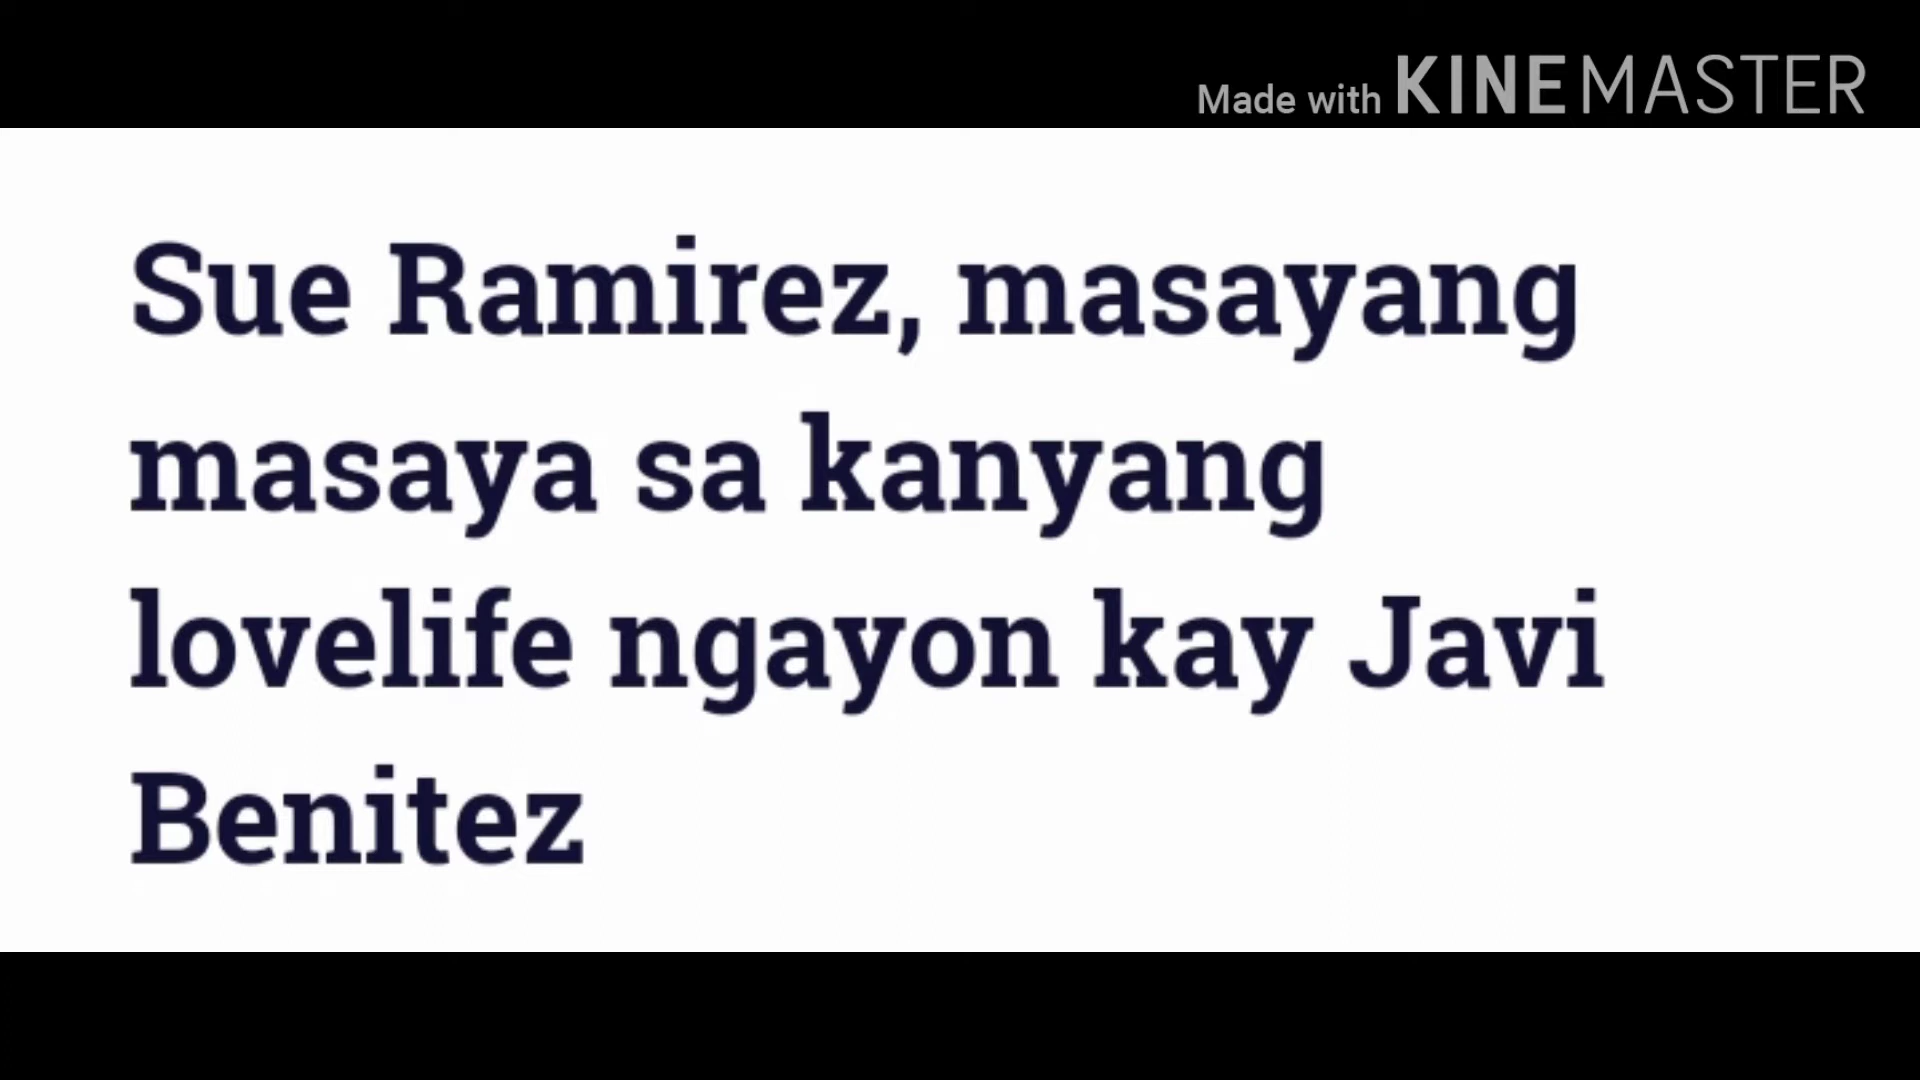 Made with KINEMASTER
Sue Ramirez, masayang
masaya sa kanyang
lovelife ngayon kay Javi
Benitez